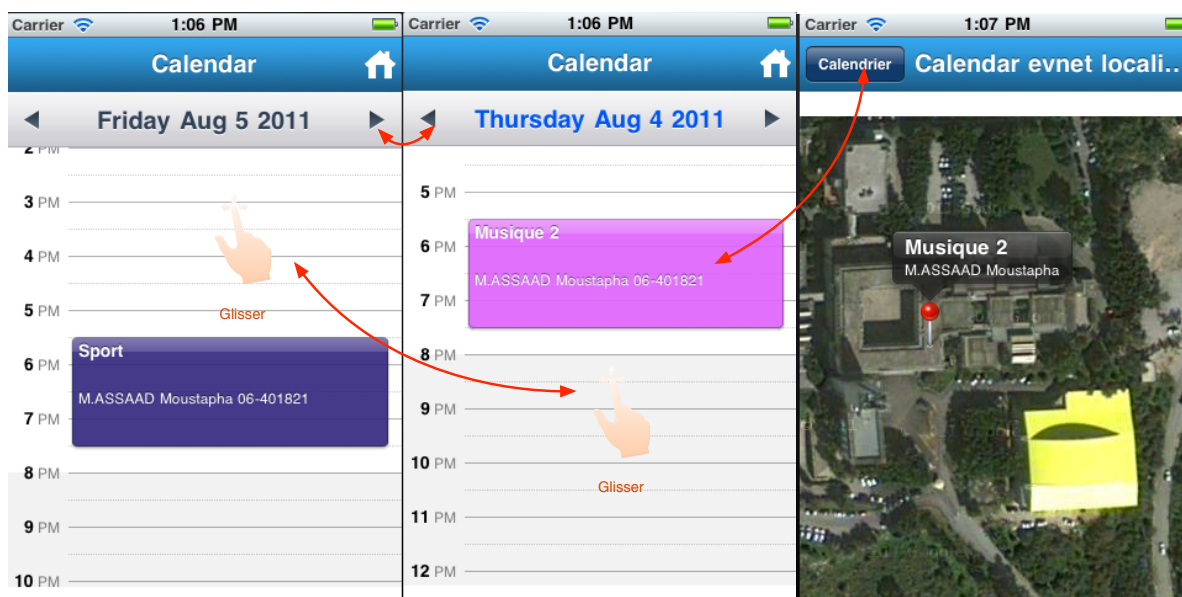 Carrier 1:06 PM
Calendar
Friday Aug 5 2011
2 PM
3 PM
4 PM
5 PM
Glisser
Sport
6 PM
M.ASSAAD Moustapha 06-401821
7 PM
8 PM
9 PM
10 PM
Carrier 1:06 PM
Calendar
Thursday Aug 4 2011
5 PM
Musique 2
6 PM
M.ASSAAD Moustapha 06-401821
7 PM
8 PM
9 PM
10 PM
Glisser
11 PM
12 PM
Carrier 1:07 PM
Calendrier Calendar evnet locali..
Musique 2
M.ASSAAD Moustapha